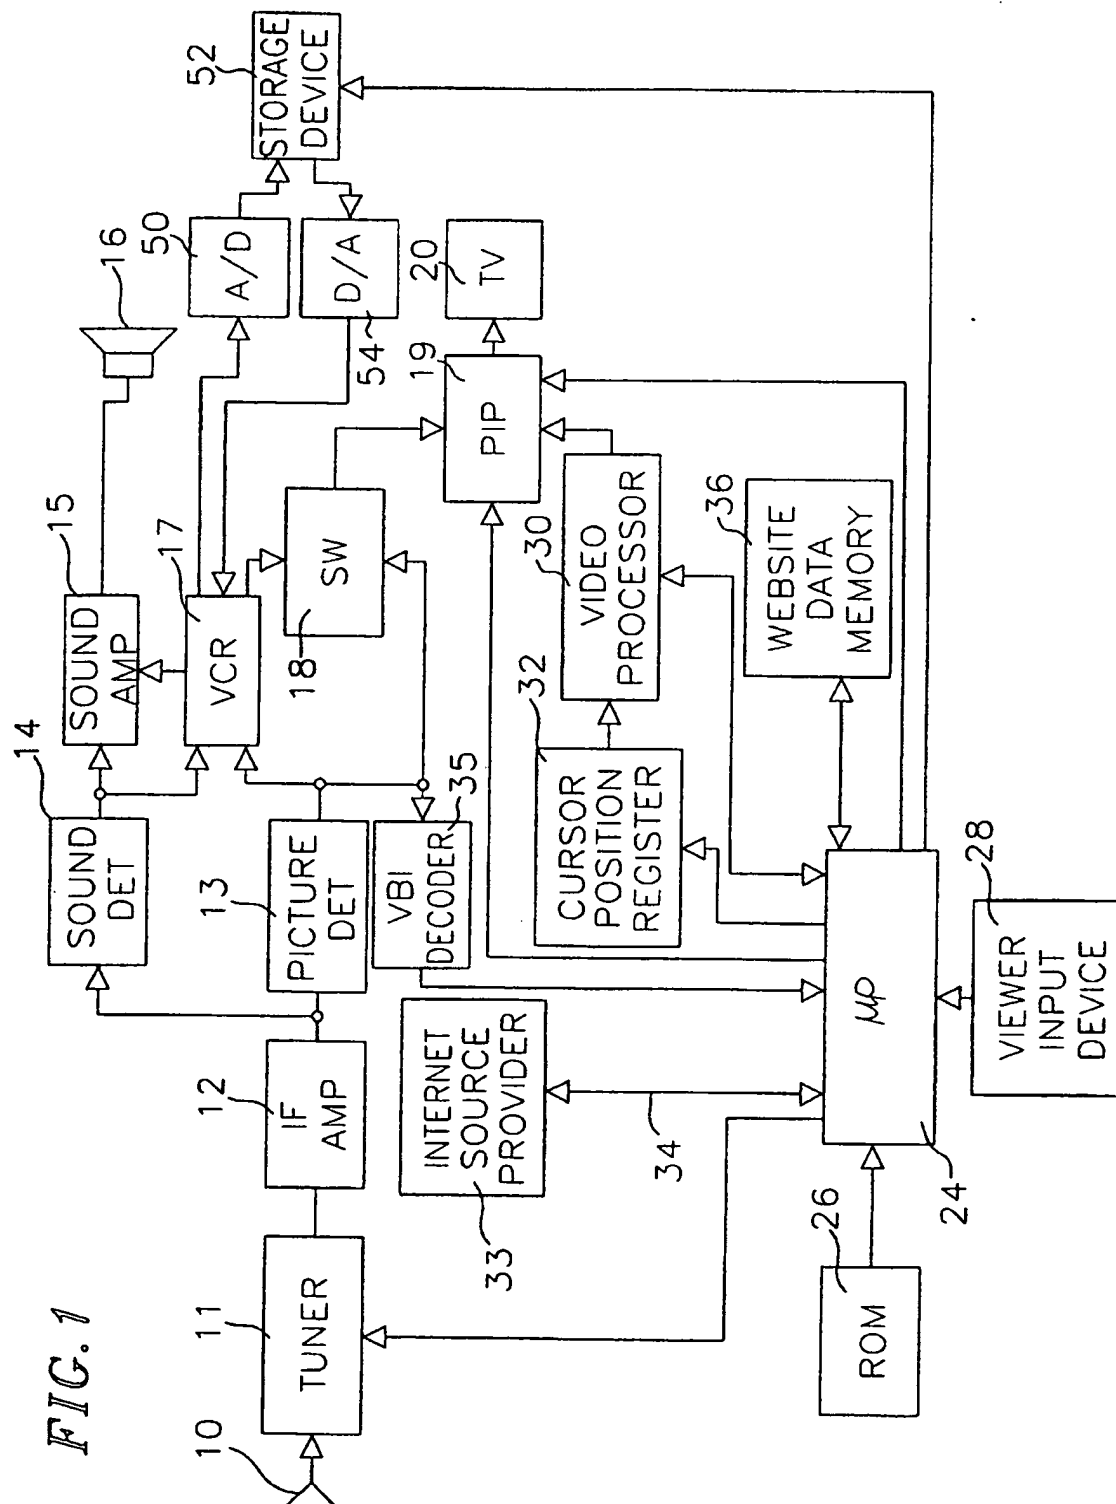 FIG. 1
10
11
TUNER
12
IF
AMP
13
PICTURE
DET
14
SOUND
DET
15
SOUND
AMP
16
17
VCR
18
SW
50
A/D
52
STORAGE
DEVICE
D/A
54
19
PIP
20
TV
VBI
DECODER
35
INTERNET
SOURCE
PROVIDER
33
34
32
CURSOR
POSITION
REGISTER
30
VIDEO
PROCESSOR
36
WEBSITE
DATA
MEMORY
26
ROM
μP
24
28
VIEWER
INPUT
DEVICE